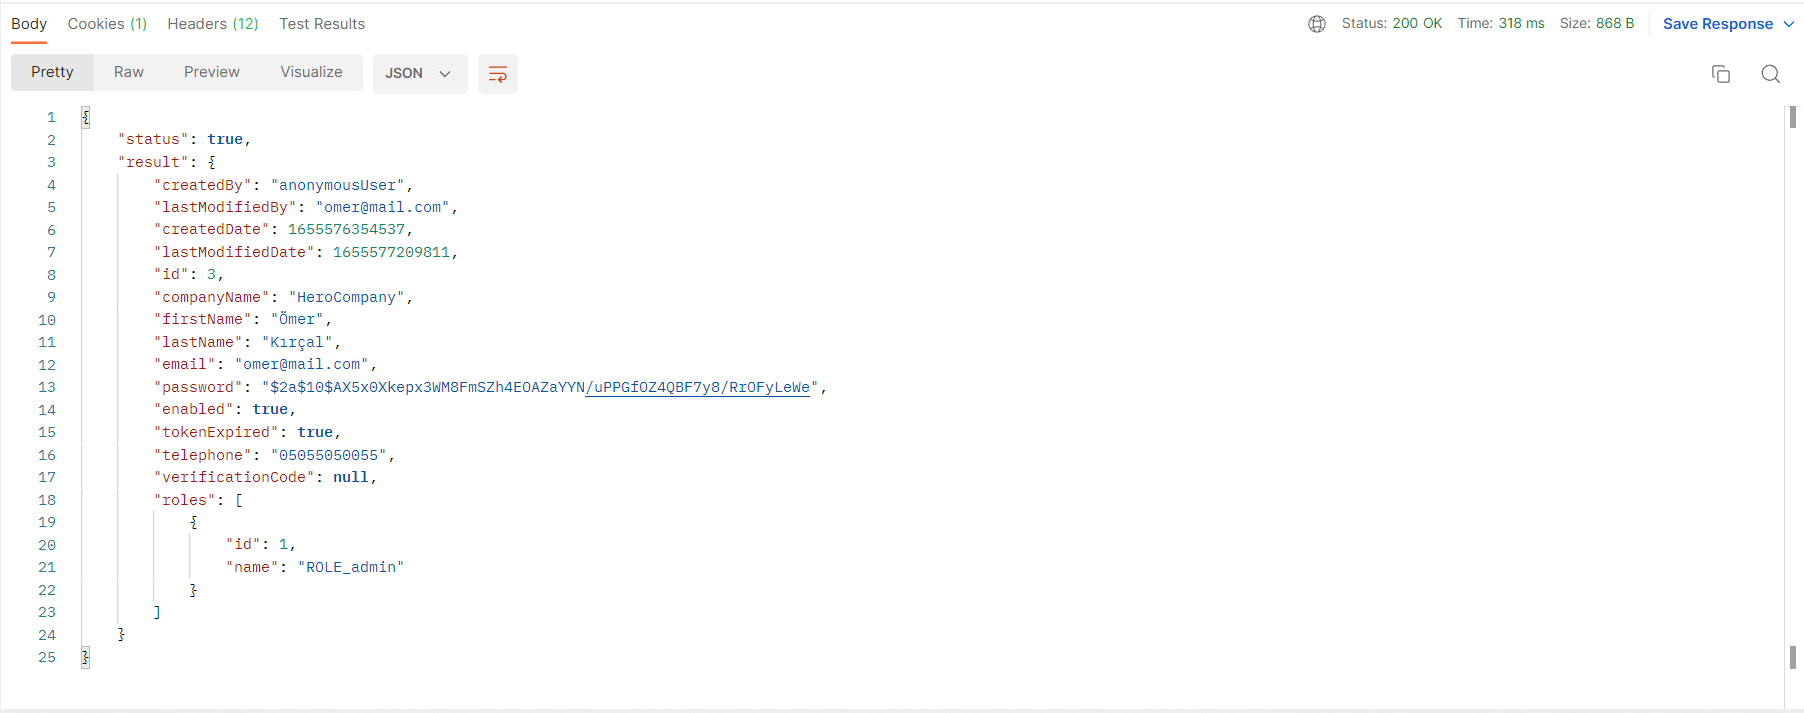 Body Cookies (1) Headers (12) Test Results Status: 200 OK Time: 318 ms Size: 868 B Save Response
Pretty Raw Preview Visualize JSON
1 {
2 "status": true,
3 "result": {
4 "createdBy": "anonymousUser",
5 "lastModifiedBy": "omer@mail.com",
6 "createdDate": 1655576354537,
7 "lastModifiedDate": 1655577209811,
8 "id": 3,
9 "companyName": "HeroCompany",
10 "firstName": "Ömer",
11 "lastName": "Kırçal",
12 "email": "omer@mail.com",
13 "password": "$2a$10$AX5x0Xkepx3WM8FmSZh4EOAZaYYN/uPPGfOZ4QBF7y8/RrOFyLeWe",
14 "enabled": true,
15 "tokenExpired": true,
16 "telephone": "05055050055",
17 "verificationCode": null,
18 "roles": [
19 {
20 "id": 1,
21 "name": "ROLE_admin"
22 }
23 ]
24 }
25 }